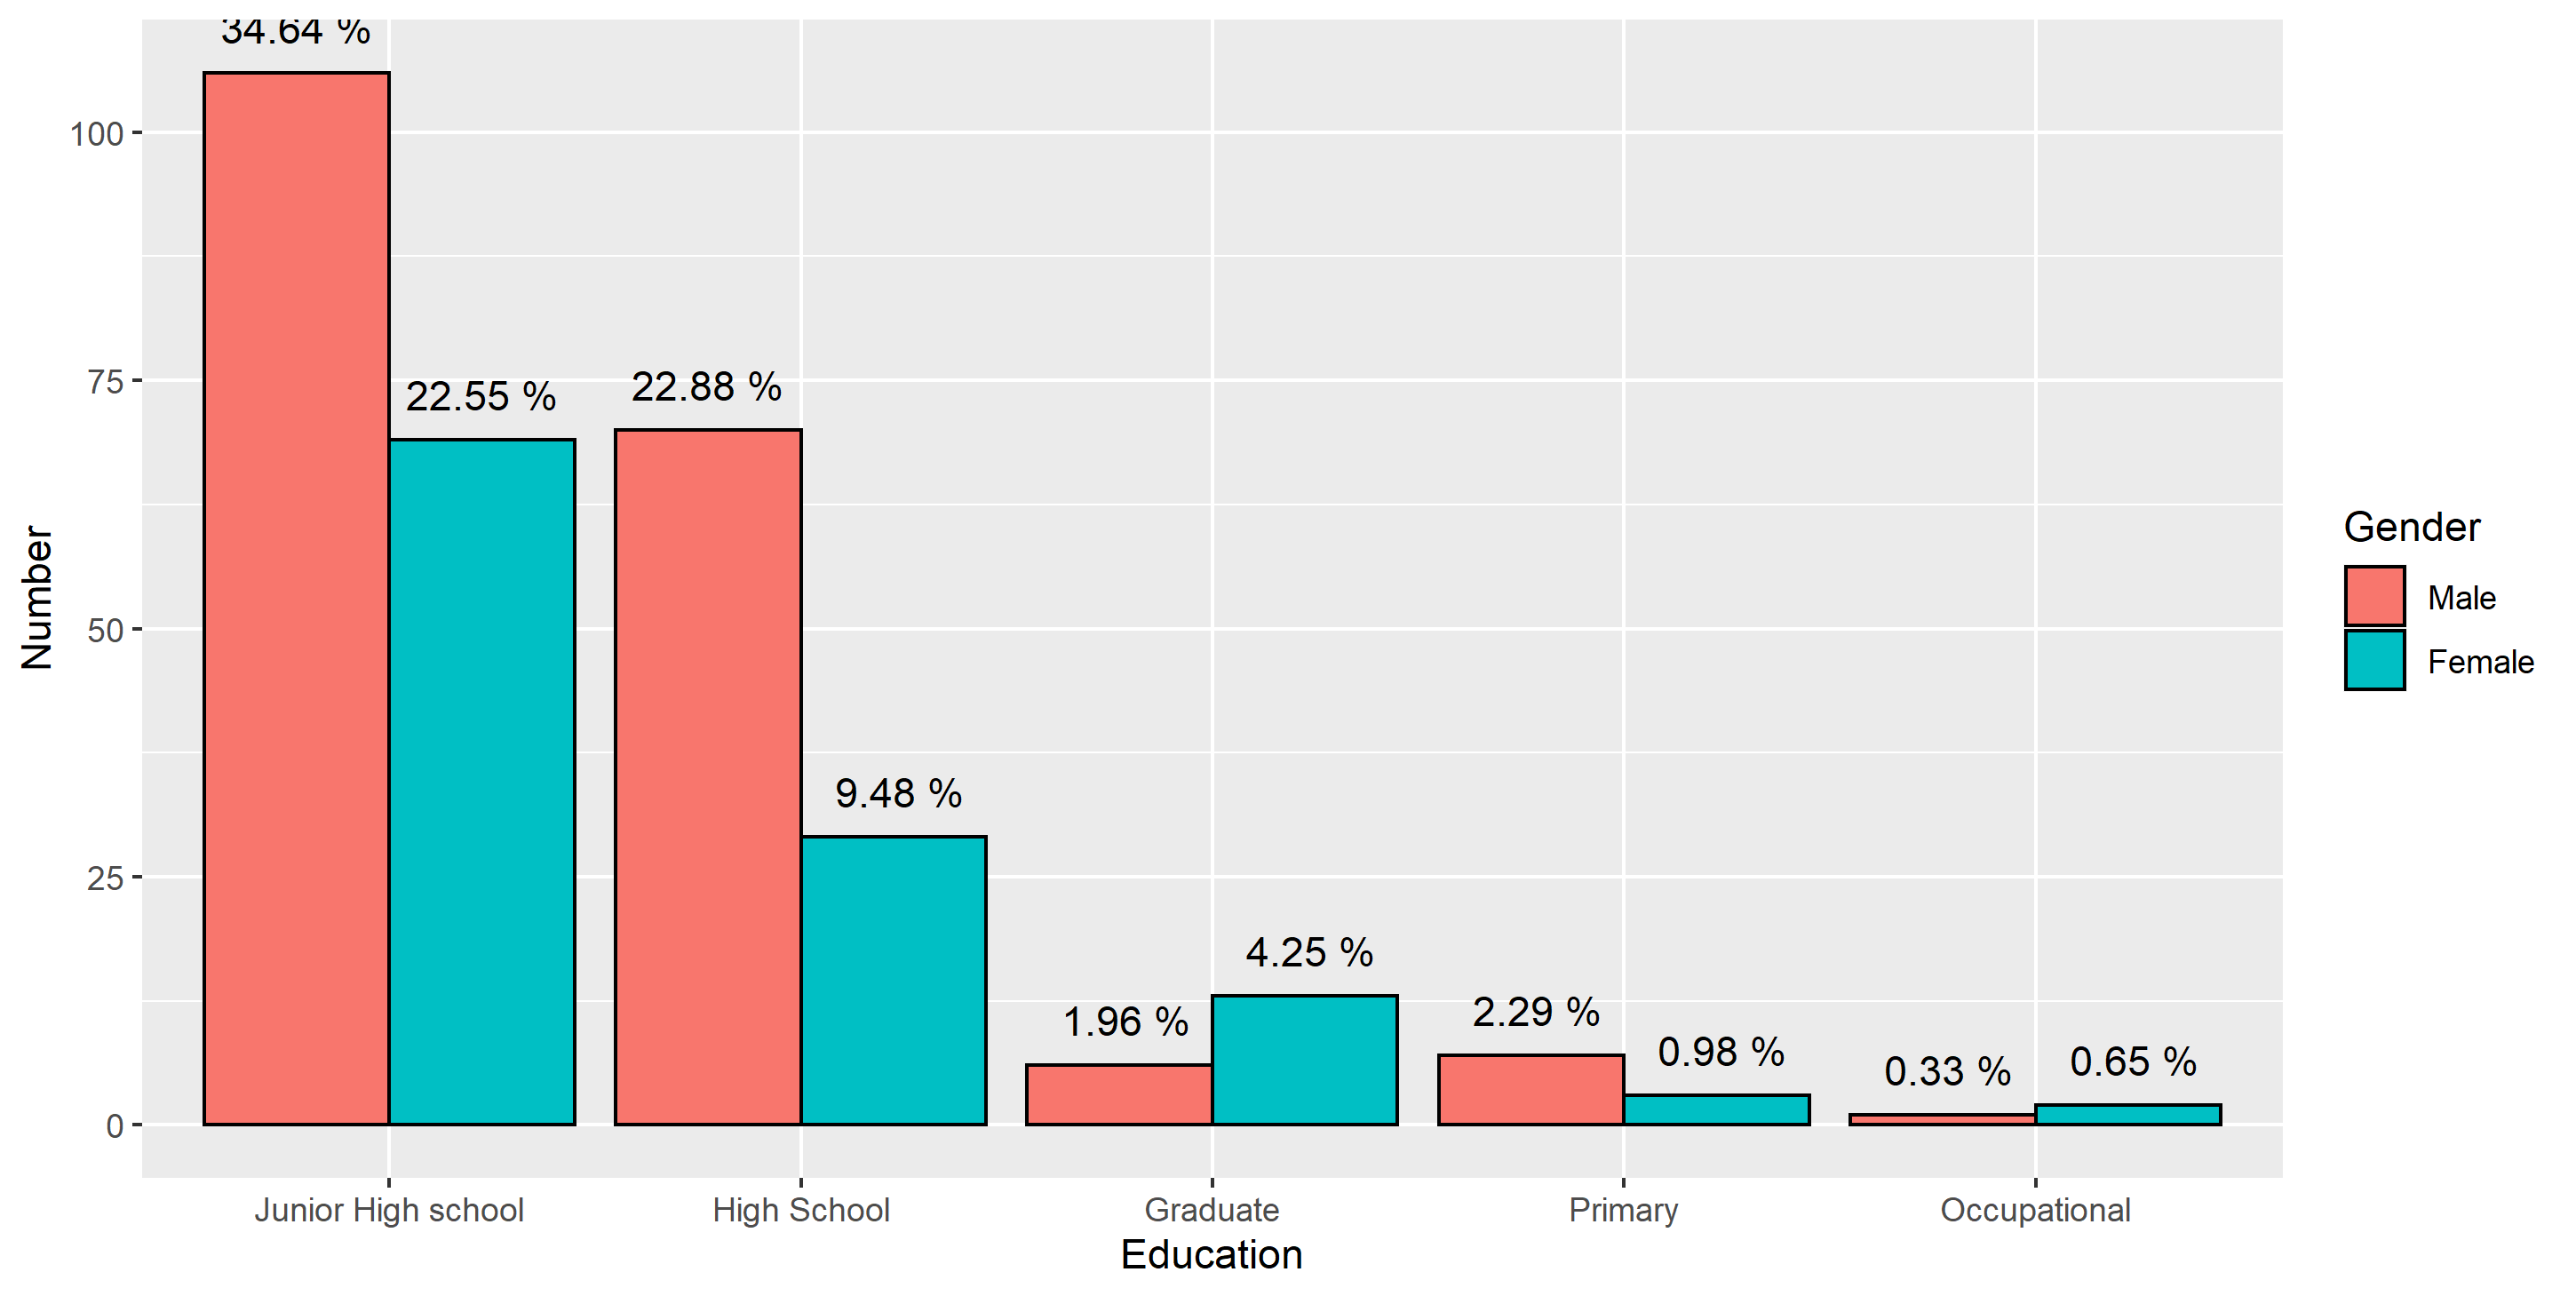 34.64 %
100
75
50
25
0
Number
22.55 %
22.88 %
9.48 %
1.96 %
4.25 %
2.29 %
0.98 %
0.33 %
0.65 %
Junior High school
High School
Graduate
Primary
Occupational
Education
Gender
Male
Female